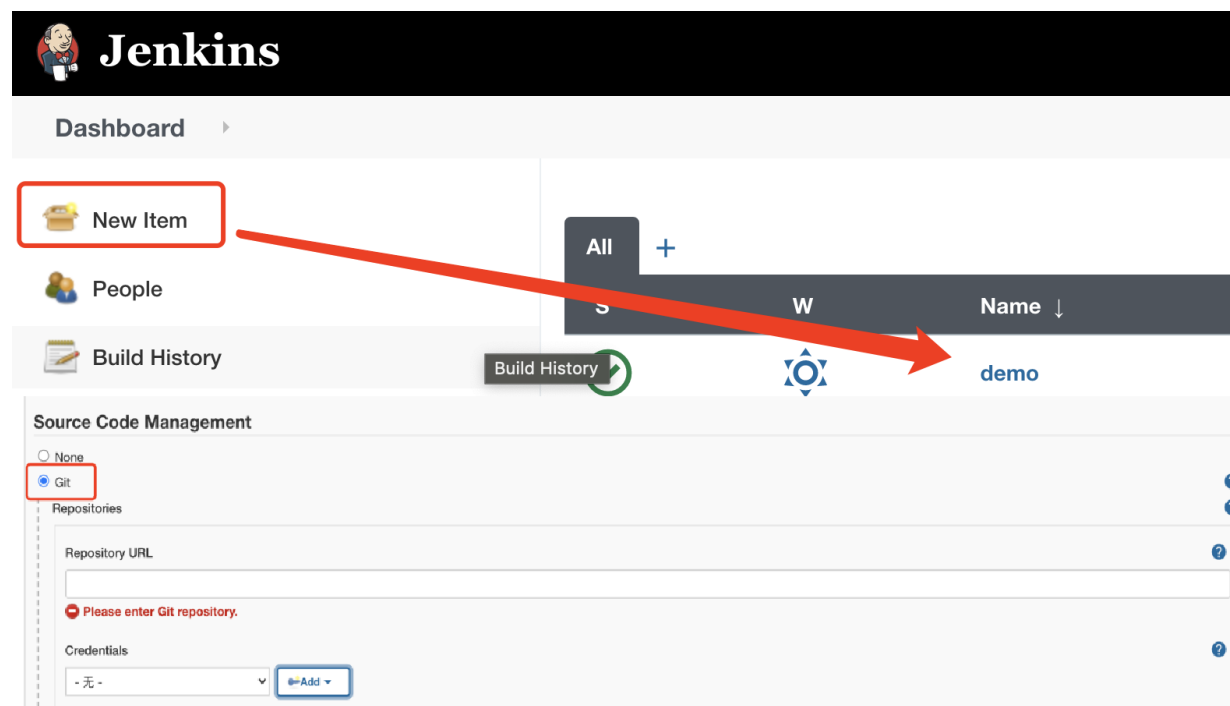 Jenkins
Dashboard
New Item
People
Build History
All +
S W Name ↓
Build History
demo
Source Code Management
None
Git
Repositories
Repository URL
Please enter Git repository.
Credentials
- 无 -
Add